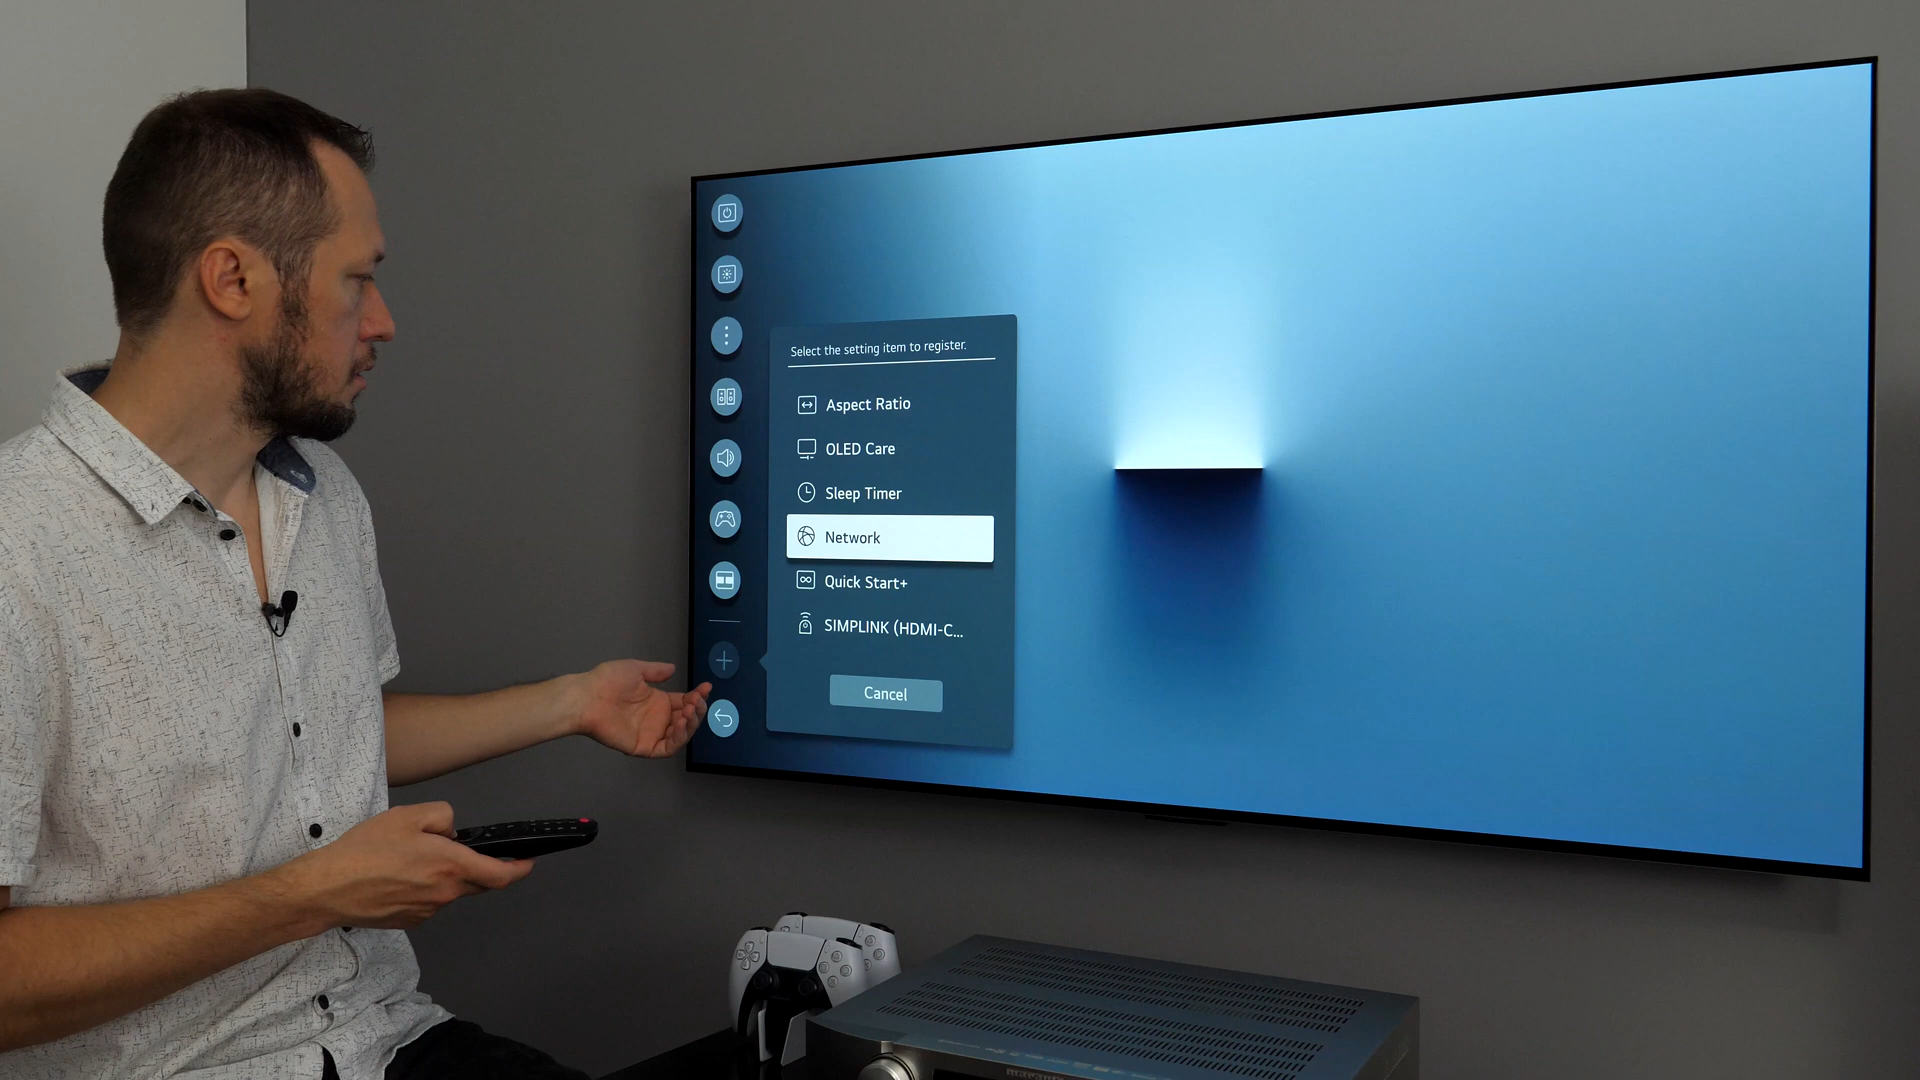 Select the setting item to register.
Aspect Ratio
OLED Care
Sleep Timer
Network
Quick Start+
SIMPLINK (HDMI-C...
Cancel